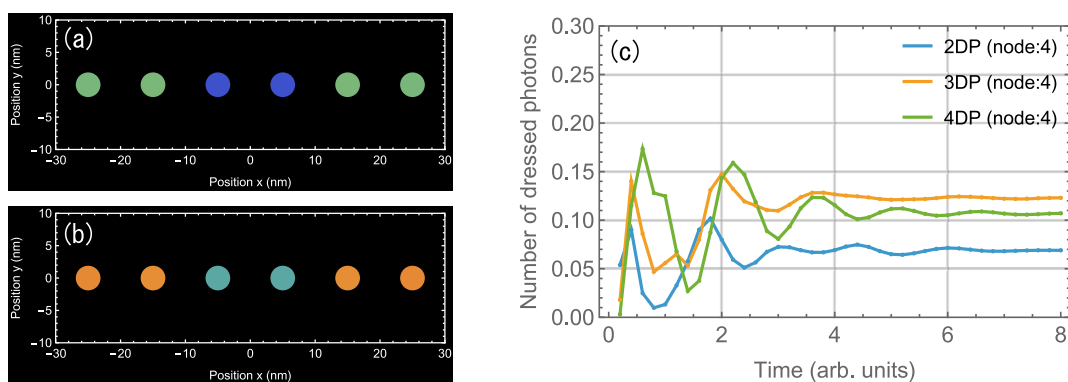 (a)
Position y (nm)
10
5
0
−5
−10
−30 −20 −10 0 10 20 30
Position x (nm)
(b)
Position y (nm)
10
5
0
−5
−10
−30 −20 −10 0 10 20 30
Position x (nm)
(c)
Number of dressed photons
0.30
0.25
0.20
0.15
0.10
0.05
0.00
2DP (node:4)
3DP (node:4)
4DP (node:4)
0 2 4 6 8
Time (arb. units)